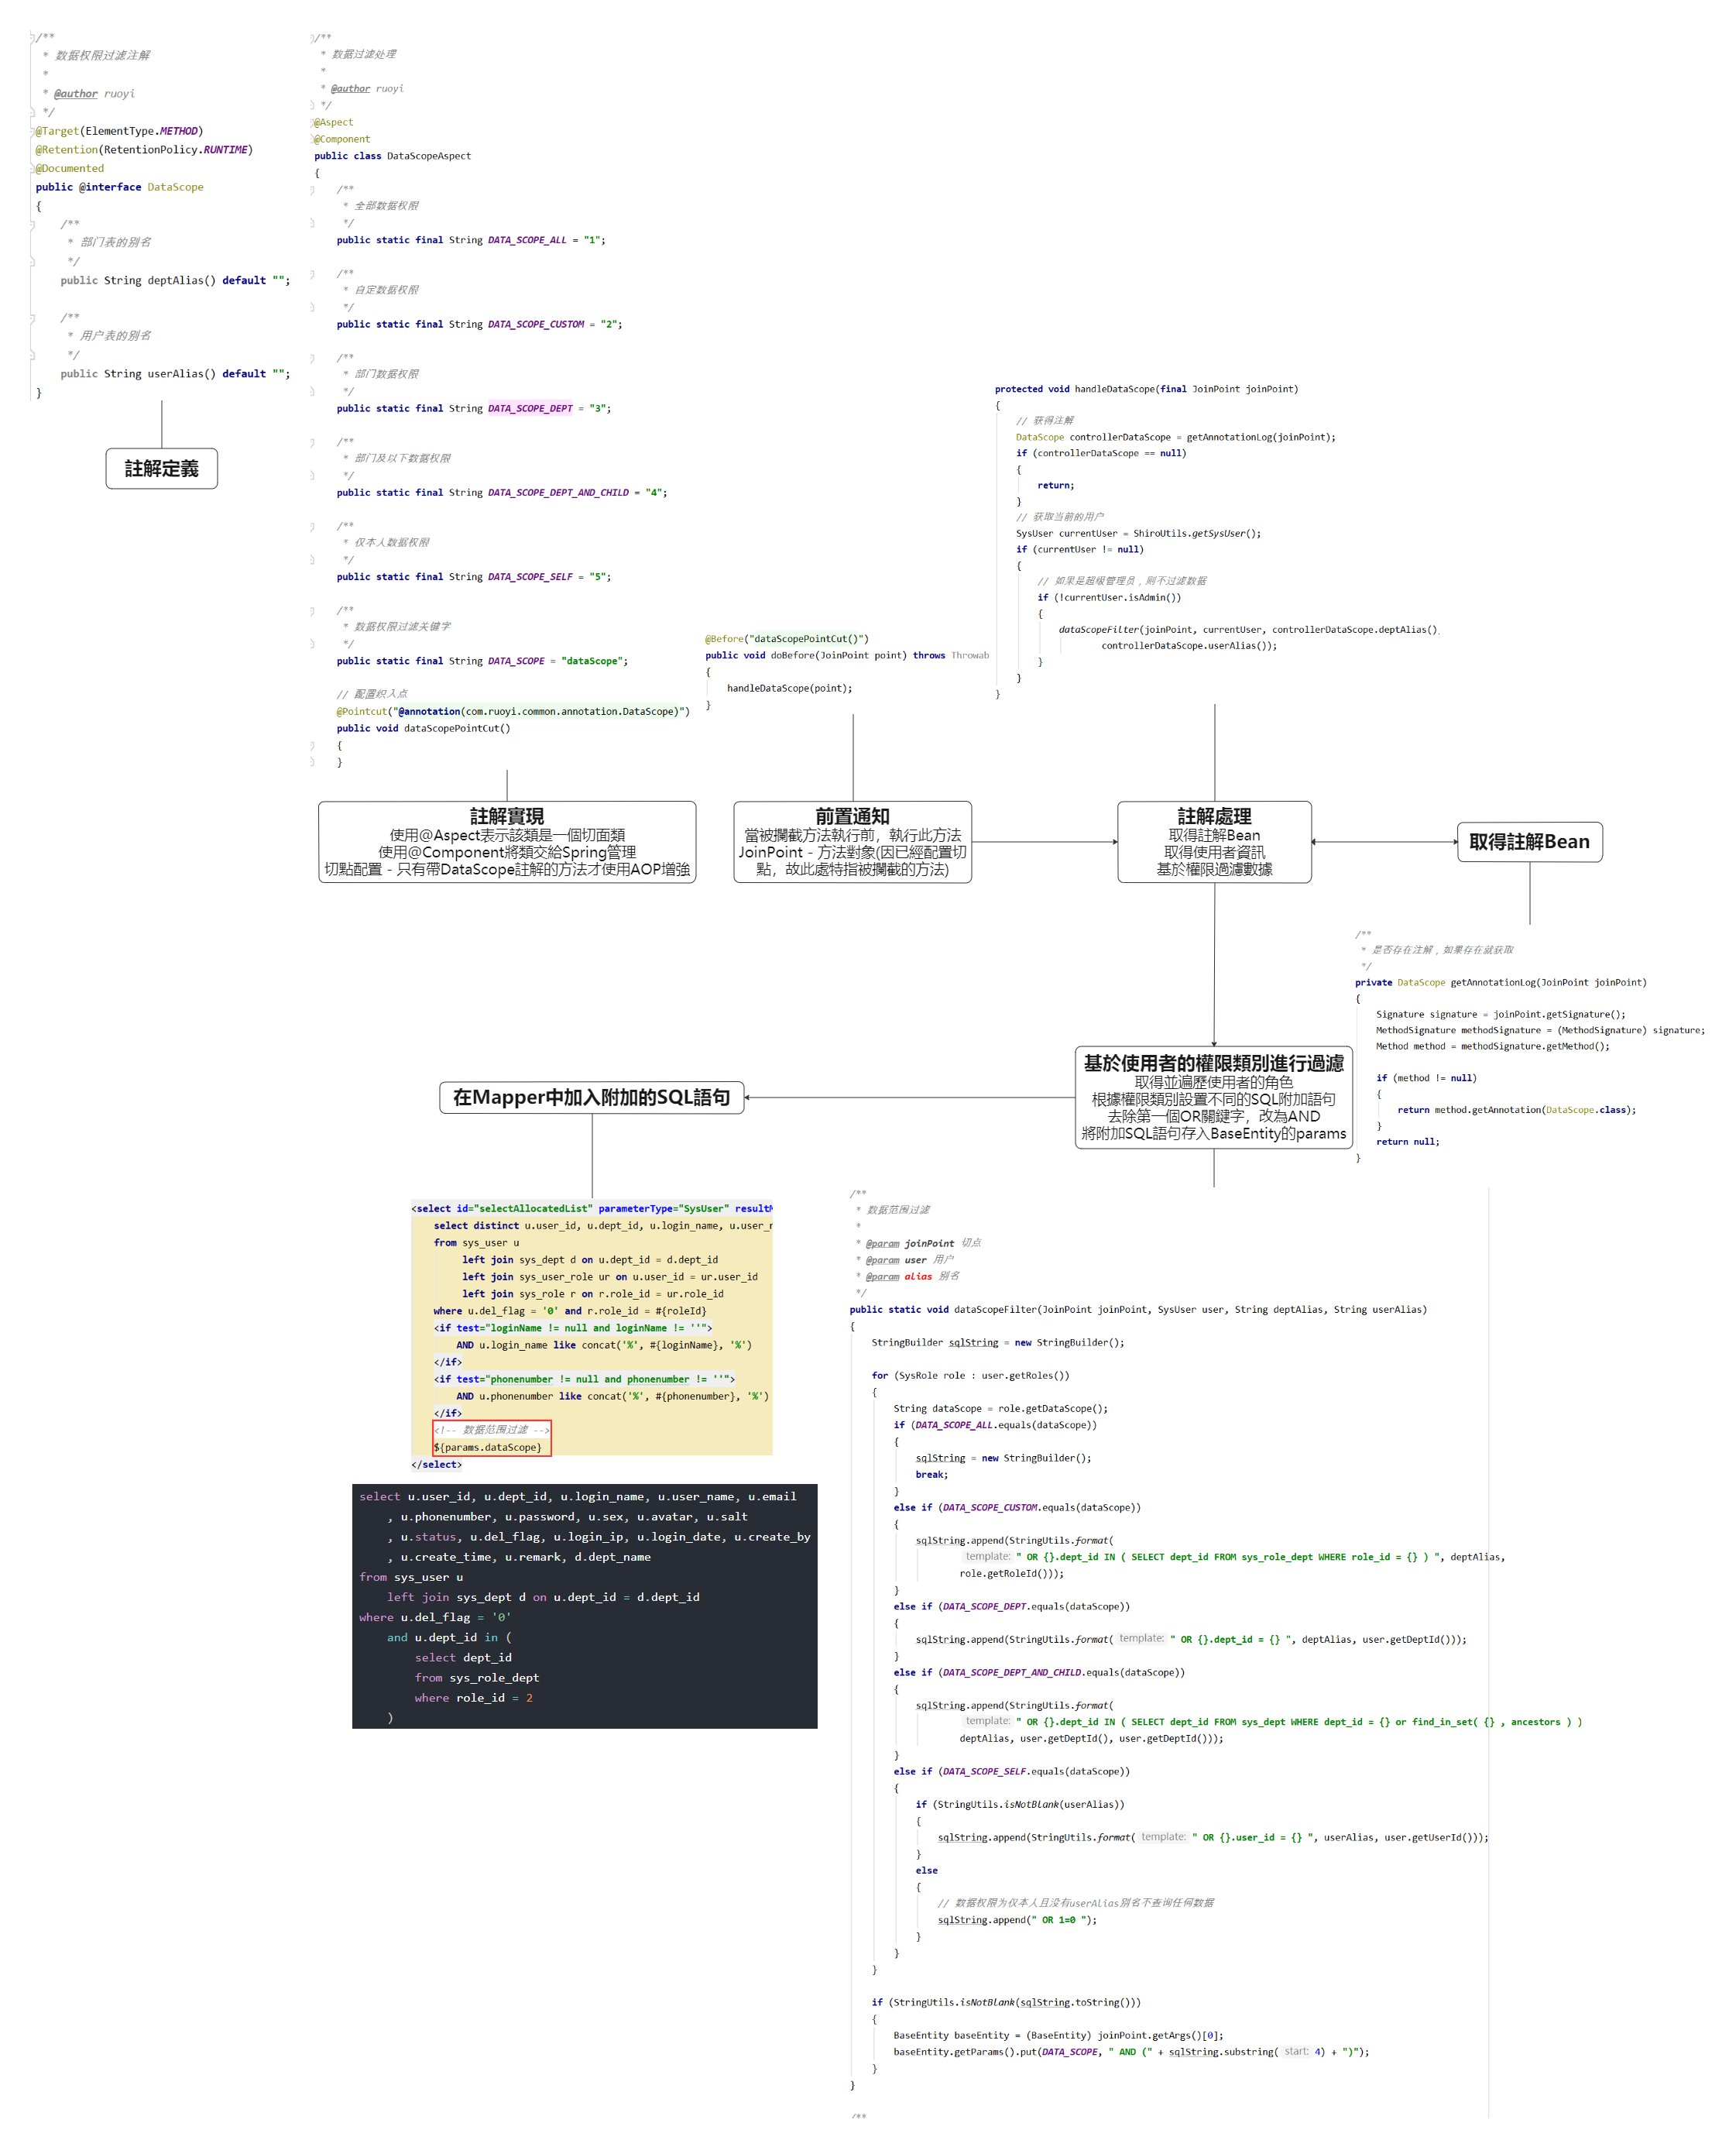 /**
 * 数据权限过滤注解
 *
 * @author ruoyi
 */
@Target(ElementType.METHOD)
@Retention(RetentionPolicy.RUNTIME)
@Documented
public @interface DataScope
{
    /**
     * 部门表的别名
     */
    public String deptAlias() default "";

    /**
     * 用户表的别名
     */
    public String userAlias() default "";
}
註解定義
/**
 * 数据过滤处理
 *
 * @author ruoyi
 */
@Aspect
@Component
public class DataScopeAspect
{
    /**
     * 全部数据权限
     */
    public static final String DATA_SCOPE_ALL = "1";

    /**
     * 自定数据权限
     */
    public static final String DATA_SCOPE_CUSTOM = "2";

    /**
     * 部门数据权限
     */
    public static final String DATA_SCOPE_DEPT = "3";

    /**
     * 部门及以下数据权限
     */
    public static final String DATA_SCOPE_DEPT_AND_CHILD = "4";

    /**
     * 仅本人数据权限
     */
    public static final String DATA_SCOPE_SELF = "5";

    /**
     * 数据权限过滤关键字
     */
    public static final String DATA_SCOPE = "dataScope";

    // 配置织入点
    @Pointcut("@annotation(com.ruoyi.common.annotation.DataScope)")
    public void dataScopePointCut()
    {
    }
註解實現
使用@Aspect表示該類是一個切面類
使用@Component將類交給Spring管理
切點配置 - 只有帶DataScope註解的方法才使用AOP增強
@Before("dataScopePointCut()")
public void doBefore(JoinPoint point) throws Throwab
{
    handleDataScope(point);
}
前置通知
當被攔截方法執行前，執行此方法
JoinPoint - 方法對象(因已經配置切
點，故此處特指被攔截的方法)
protected void handleDataScope(final JoinPoint joinPoint)
{
    // 获得注解
    DataScope controllerDataScope = getAnnotationLog(joinPoint);
    if (controllerDataScope == null)
    {
        return;
    }
    // 获取当前的用户
    SysUser currentUser = ShiroUtils.getSysUser();
    if (currentUser != null)
    {
        // 如果是超级管理员，则不过滤数据
        if (!currentUser.isAdmin())
        {
            dataScopeFilter(joinPoint, currentUser, controllerDataScope.deptAlias(),
                    controllerDataScope.userAlias());
        }
    }
}
註解處理
取得註解Bean
取得使用者資訊
基於權限過濾數據
取得註解Bean
/**
 * 是否存在注解，如果存在就获取
 */
private DataScope getAnnotationLog(JoinPoint joinPoint)
{
    Signature signature = joinPoint.getSignature();
    MethodSignature methodSignature = (MethodSignature) signature;
    Method method = methodSignature.getMethod();

    if (method != null)
    {
        return method.getAnnotation(DataScope.class);
    }
    return null;
}
基於使用者的權限類別進行過濾
取得並遍歷使用者的角色
根據權限類別設置不同的SQL附加語句
去除第一個OR關鍵字，改為AND
將附加SQL語句存入BaseEntity的params
在Mapper中加入附加的SQL語句
<select id="selectAllocatedList" parameterType="SysUser" resultM
    select distinct u.user_id, u.dept_id, u.login_name, u.user_r
    from sys_user u
         left join sys_dept d on u.dept_id = d.dept_id
         left join sys_user_role ur on u.user_id = ur.user_id
         left join sys_role r on r.role_id = ur.role_id
    where u.del_flag = '0' and r.role_id = #{roleId}
    <if test="loginName != null and loginName != ''">
        AND u.login_name like concat('%', #{loginName}, '%')
    </if>
    <if test="phonenumber != null and phonenumber != ''">
        AND u.phonenumber like concat('%', #{phonenumber}, '%')
    </if>
    <!-- 数据范围过滤 -->
    ${params.dataScope}
</select>
select u.user_id, u.dept_id, u.login_name, u.user_name, u.email
    , u.phonenumber, u.password, u.sex, u.avatar, u.salt
    , u.status, u.del_flag, u.login_ip, u.login_date, u.create_by
    , u.create_time, u.remark, d.dept_name
from sys_user u
    left join sys_dept d on u.dept_id = d.dept_id
where u.del_flag = '0'
    and u.dept_id in (
        select dept_id
        from sys_role_dept
        where role_id = 2
    )
/**
 * 数据范围过滤
 *
 * @param joinPoint 切点
 * @param user 用户
 * @param alias 别名
 */
public static void dataScopeFilter(JoinPoint joinPoint, SysUser user, String deptAlias, String userAlias)
{
    StringBuilder sqlString = new StringBuilder();

    for (SysRole role : user.getRoles())
    {
        String dataScope = role.getDataScope();
        if (DATA_SCOPE_ALL.equals(dataScope))
        {
            sqlString = new StringBuilder();
            break;
        }
        else if (DATA_SCOPE_CUSTOM.equals(dataScope))
        {
            sqlString.append(StringUtils.format(
                    template: " OR {}.dept_id IN ( SELECT dept_id FROM sys_role_dept WHERE role_id = {} ) ", deptAlias,
                    role.getRoleId()));
        }
        else if (DATA_SCOPE_DEPT.equals(dataScope))
        {
            sqlString.append(StringUtils.format( template: " OR {}.dept_id = {} ", deptAlias, user.getDeptId()));
        }
        else if (DATA_SCOPE_DEPT_AND_CHILD.equals(dataScope))
        {
            sqlString.append(StringUtils.format(
                    template: " OR {}.dept_id IN ( SELECT dept_id FROM sys_dept WHERE dept_id = {} or find_in_set( {} , ancestors ) )
                    deptAlias, user.getDeptId(), user.getDeptId()));
        }
        else if (DATA_SCOPE_SELF.equals(dataScope))
        {
            if (StringUtils.isNotBlank(userAlias))
            {
                sqlString.append(StringUtils.format( template: " OR {}.user_id = {} ", userAlias, user.getUserId()));
            }
            else
            {
                // 数据权限为仅本人且没有userAlias别名不查询任何数据
                sqlString.append(" OR 1=0 ");
            }
        }
    }

    if (StringUtils.isNotBlank(sqlString.toString()))
    {
        BaseEntity baseEntity = (BaseEntity) joinPoint.getArgs()[0];
        baseEntity.getParams().put(DATA_SCOPE, " AND (" + sqlString.substring( start: 4) + ")");
    }
}

/**